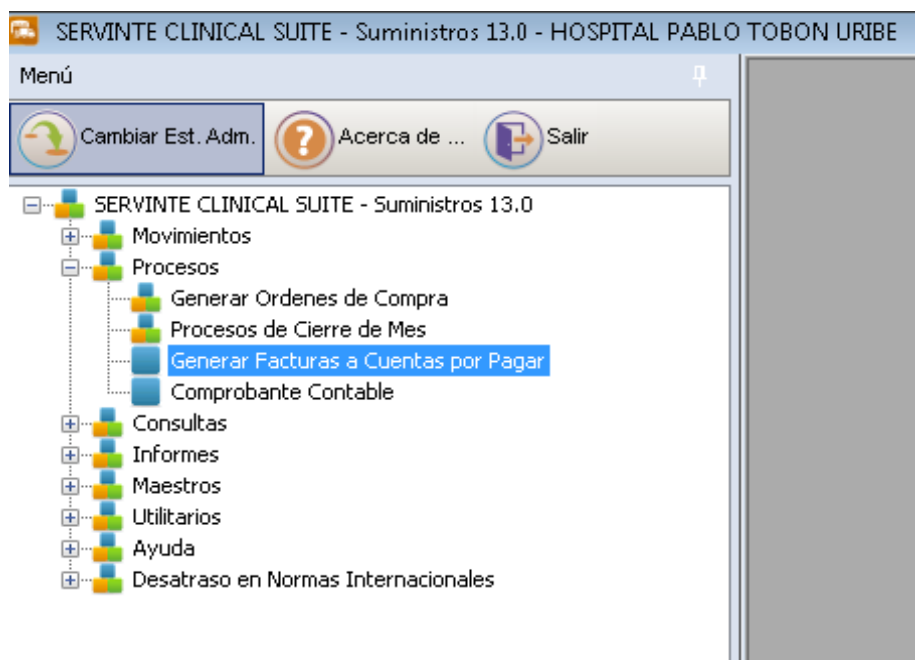 SERVINTE CLINICAL SUITE - Suministros 13.0 - HOSPITAL PABLO TOBON URIBE
Menú
Cambiar Est. Adm. Acerca de ... Salir
SERVINTE CLINICAL SUITE - Suministros 13.0
Movimientos
Procesos
Generar Ordenes de Compra
Procesos de Cierre de Mes
Generar Facturas a Cuentas por Pagar
Comprobante Contable
Consultas
Informes
Maestros
Utilitarios
Ayuda
Desatraso en Normas Internacionales